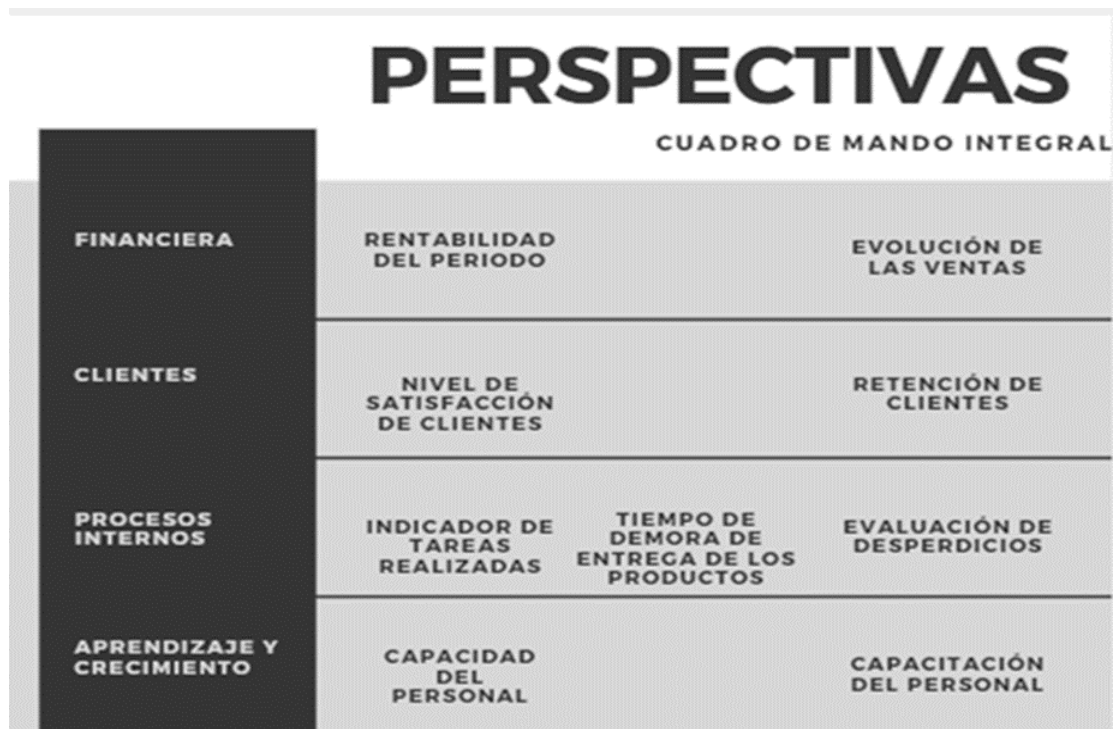 PERSPECTIVAS
CUADRO DE MANDO INTEGRAL
FINANCIERA
RENTABILIDAD
DEL PERIODO
EVOLUCIÓN DE
LAS VENTAS
CLIENTES
NIVEL DE
SATISFACCIÓN
DE CLIENTES
RETENCIÓN DE
CLIENTES
PROCESOS
INTERNOS
INDICADOR DE
TAREAS
REALIZADAS
TIEMPO DE
DEMORA DE
ENTREGA DE LOS
PRODUCTOS
EVALUACIÓN DE
DESPERDICIOS
APRENDIZAJE Y
CRECIMIENTO
CAPACIDAD
DEL
PERSONAL
CAPACITACIÓN
DEL PERSONAL